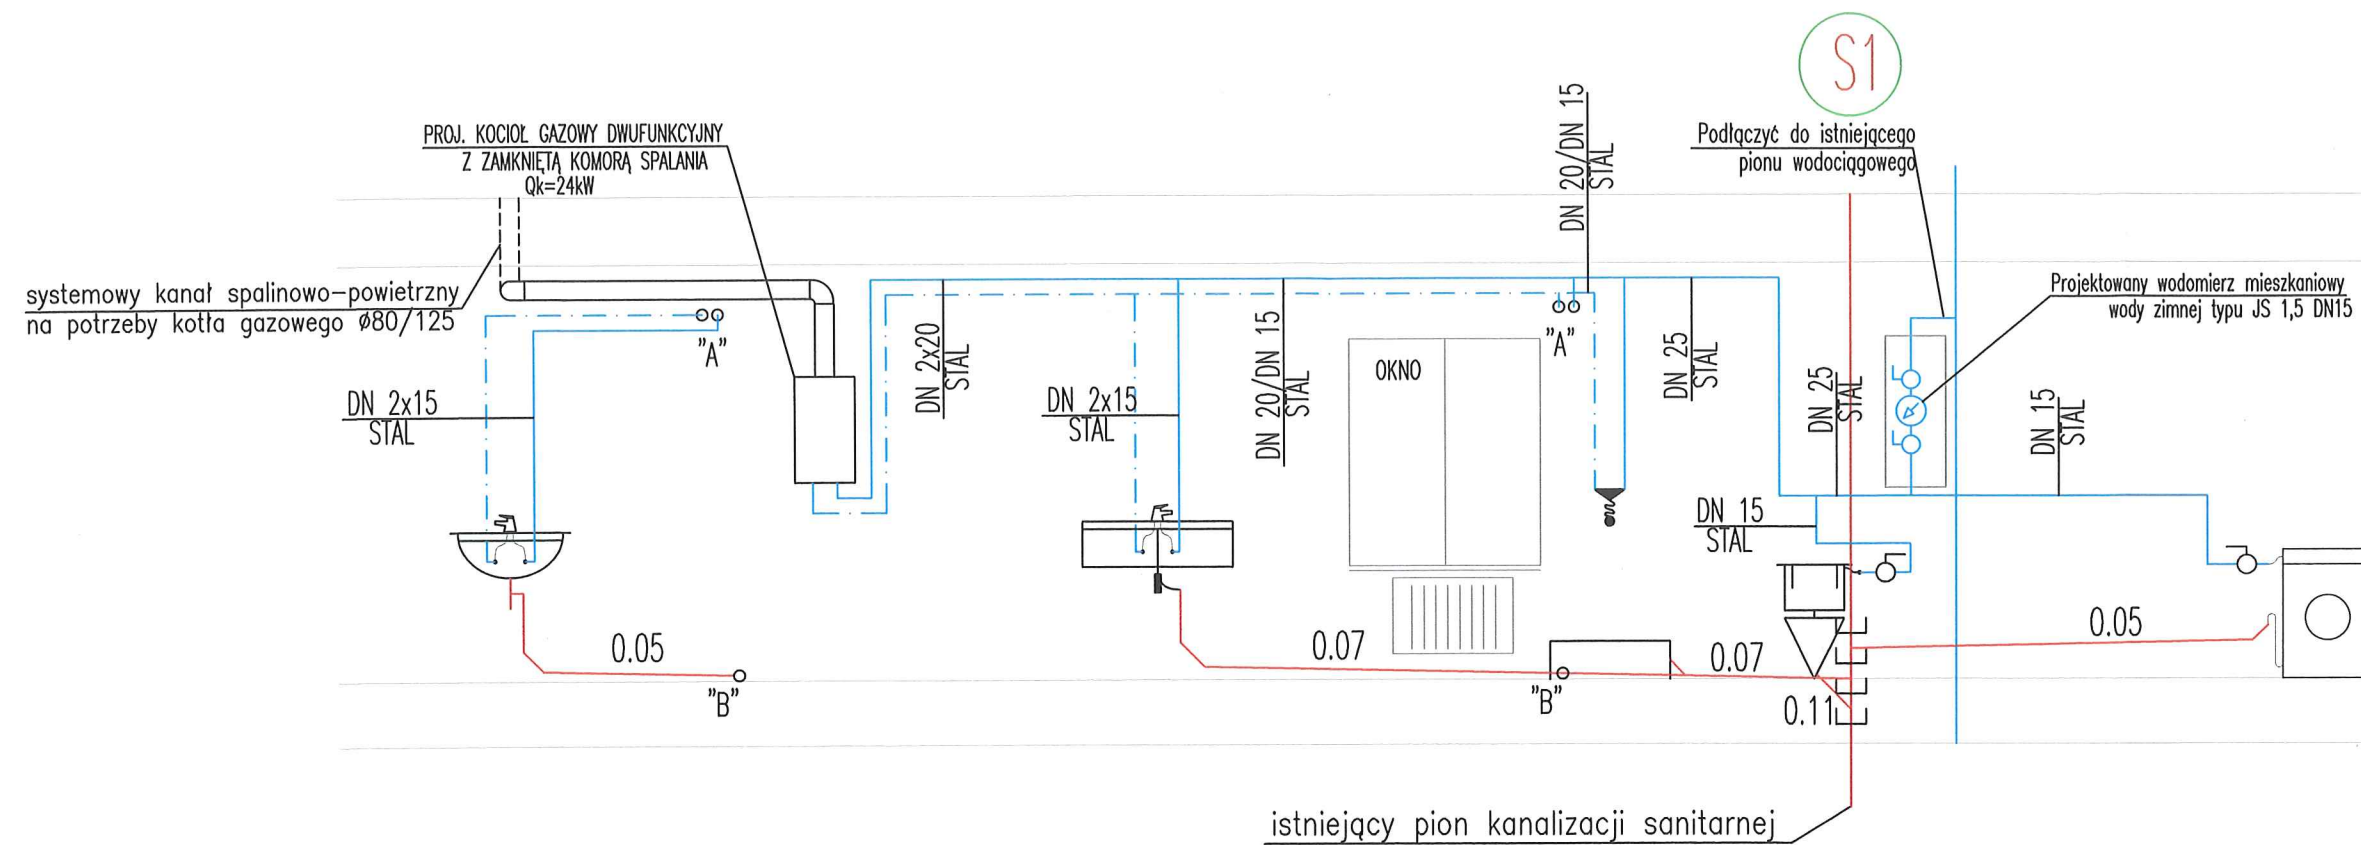 S1
PROJ. KOCIOŁ GAZOWY DWUFUNKCYJNY
Z ZAMKNIĘTĄ KOMORĄ SPALANIA
Qk=24kW
DN 20/DN 15
STAL
Podłączyć do istniejącego
pionu wodociągowego
systemowy kanał spalinowo-powietrzny
na potrzeby kotła gazowego Ø80/125
Projektowany wodomierz mieszkaniowy
wody zimnej typu JS 1,5 DN15
"A"
DN 2x20
STAL
DN 20/DN 15
STAL
"A"
OKNO
DN 25
STAL
DN 25
STAL
DN 15
STAL
DN 2x15
STAL
DN 2x15
STAL
DN 15
STAL
0.05
"B"
0.07
"B"
0.07
0.11
0.05
istniejący pion kanalizacji sanitarnej